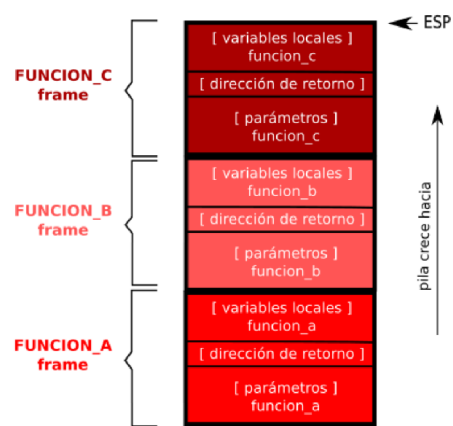 ESP
FUNCION_C
frame
[ variables locales ]
funcion_c
[ dirección de retorno ]
[ parámetros ]
funcion_c
FUNCION_B
frame
[ variables locales ]
funcion_b
[ dirección de retorno ]
[ parámetros ]
funcion_b
FUNCION_A
frame
[ variables locales ]
funcion_a
[ dirección de retorno ]
[ parámetros ]
funcion_a
pila crece hacia